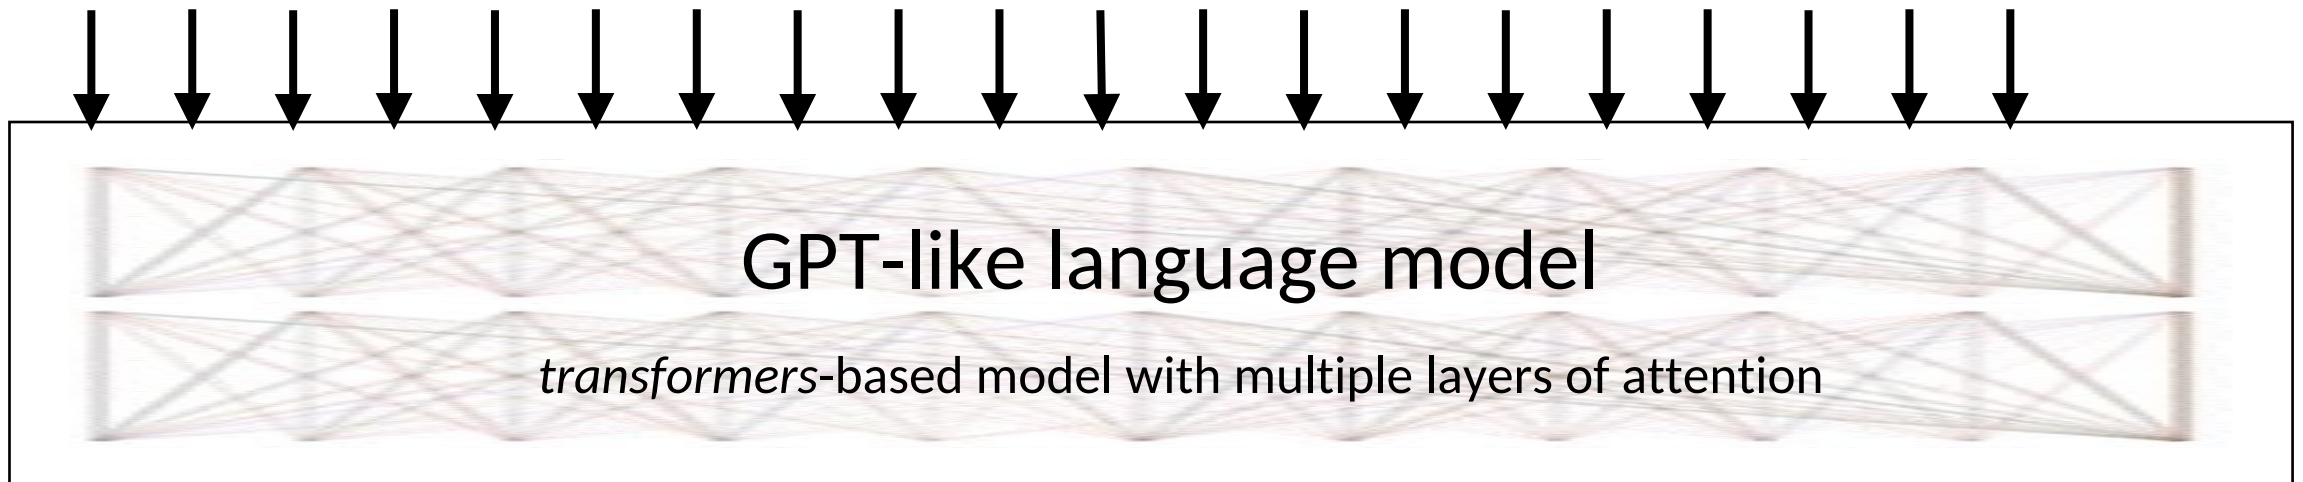 GPT-like language model
transformers-based model with multiple layers of attention